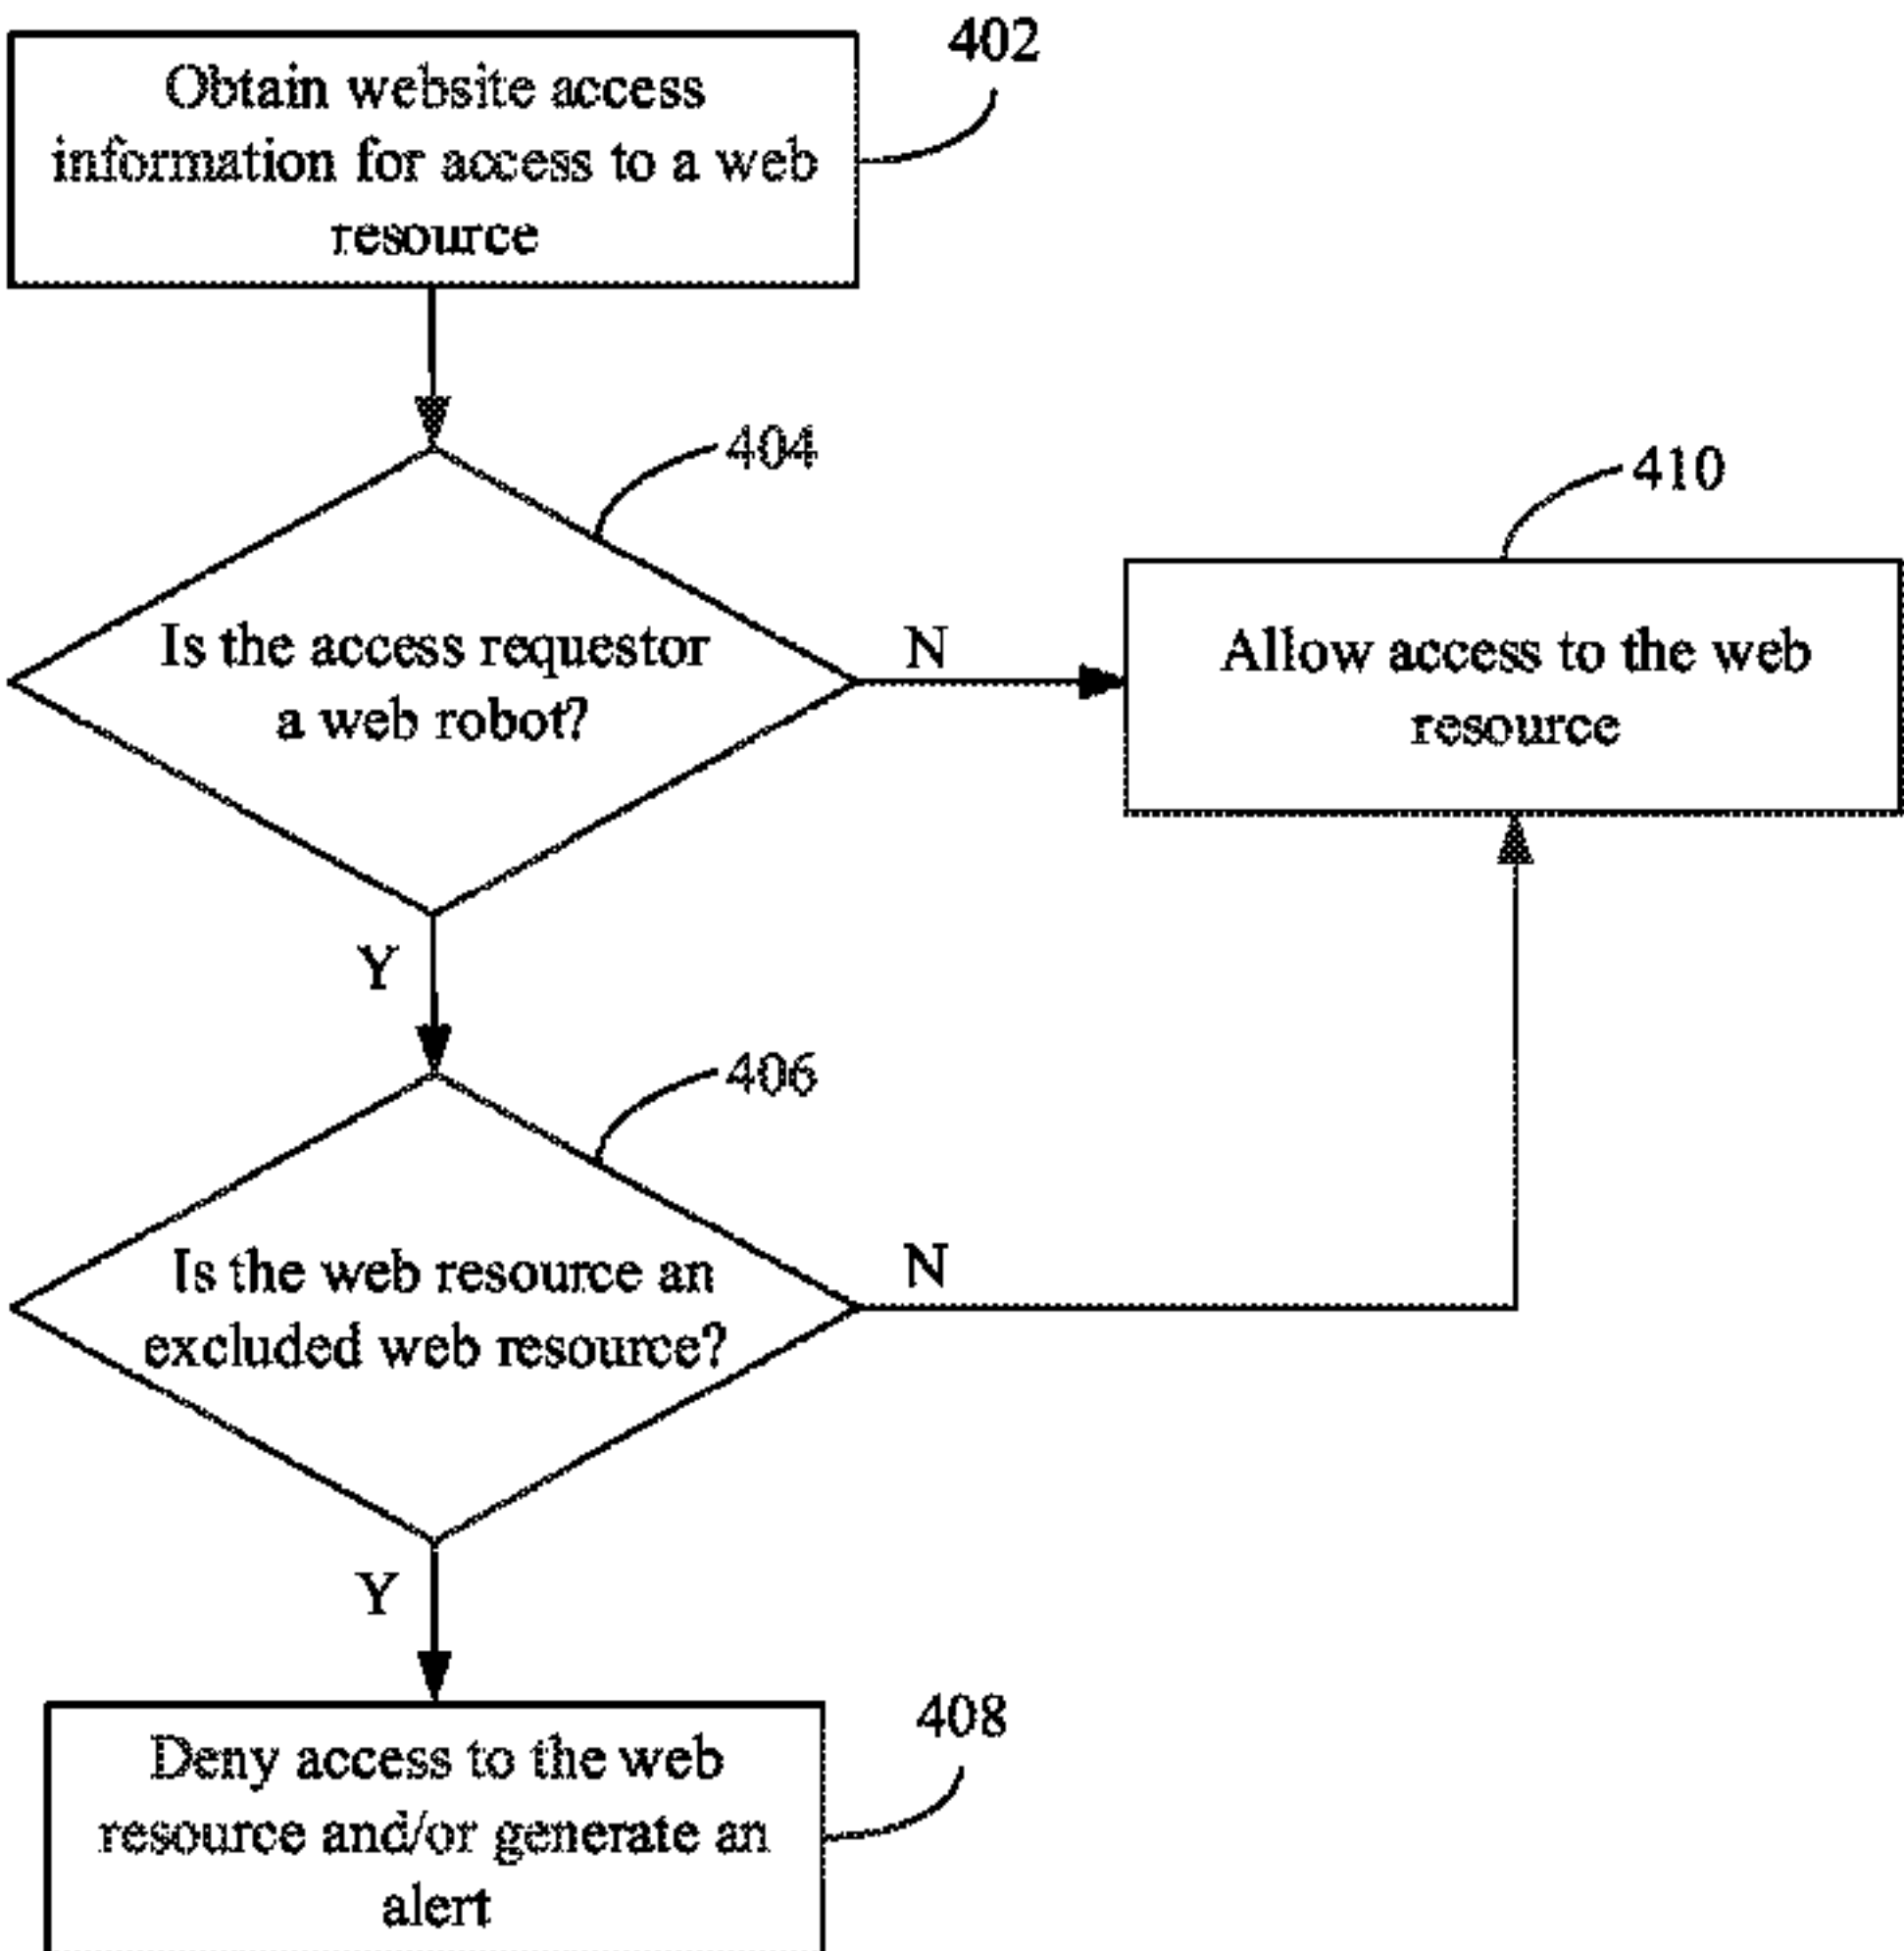 402
Obtain website access
information for access to a web
resource
404
Is the access requestor
a web robot?
N
410
Allow access to the web
resource
Y
406
Is the web resource an
excluded web resource?
N
Y
408
Deny access to the web
resource and/or generate an
alert